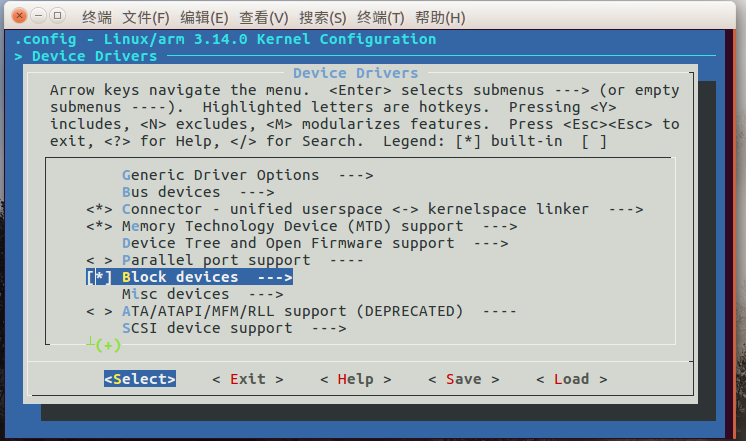 终端 文件(F) 编辑(E) 查看(V) 搜索(S) 终端(T) 帮助(H)
.config - Linux/arm 3.14.0 Kernel Configuration
> Device Drivers
Device Drivers
Arrow keys navigate the menu.  <Enter> selects submenus ---> (or empty
submenus ----).  Highlighted letters are hotkeys.  Pressing <Y>
includes, <N> excludes, <M> modularizes features.  Press <Esc><Esc> to
exit, <?> for Help, </> for Search.  Legend: [*] built-in  [ ]
Generic Driver Options  --->
Bus devices  --->
<*> Connector - unified userspace <-> kernelspace linker  --->
<*> Memory Technology Device (MTD) support  --->
Device Tree and Open Firmware support  --->
< > Parallel port support  ----
[*] Block devices  --->
Misc devices  --->
< > ATA/ATAPI/MFM/RLL support (DEPRECATED)  ----
SCSI device support  --->
(+)
<Select>    < Exit >    < Help >    < Save >    < Load >